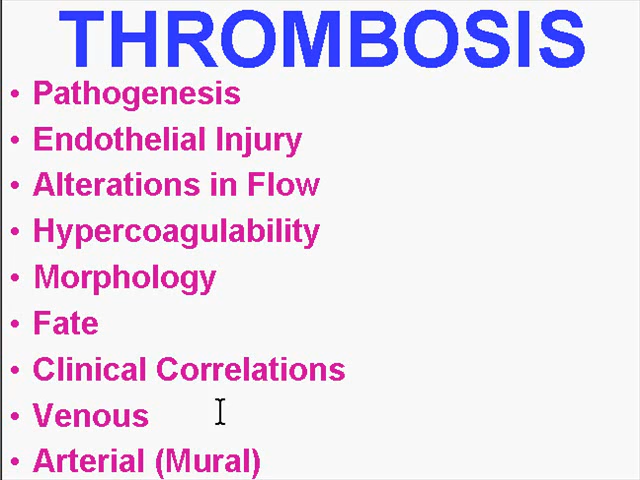 THROMBOSIS
• Pathogenesis
• Endothelial Injury
• Alterations in Flow
• Hypercoagulability
• Morphology
• Fate
• Clinical Correlations
• Venous
• Arterial (Mural)